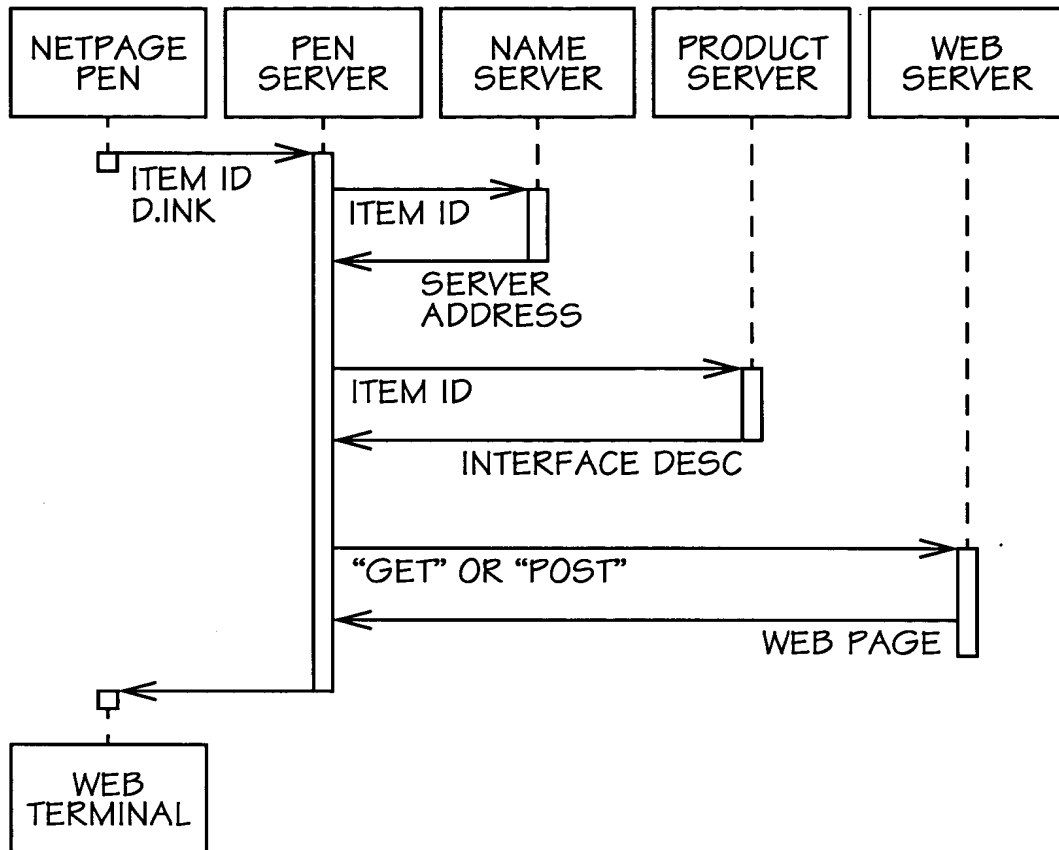 NETPAGE
PEN
PEN
SERVER
NAME
SERVER
PRODUCT
SERVER
WEB
SERVER
ITEM ID
D.INK
ITEM ID
SERVER
ADDRESS
ITEM ID
INTERFACE DESC
“GET” OR “POST”
WEB PAGE
WEB
TERMINAL